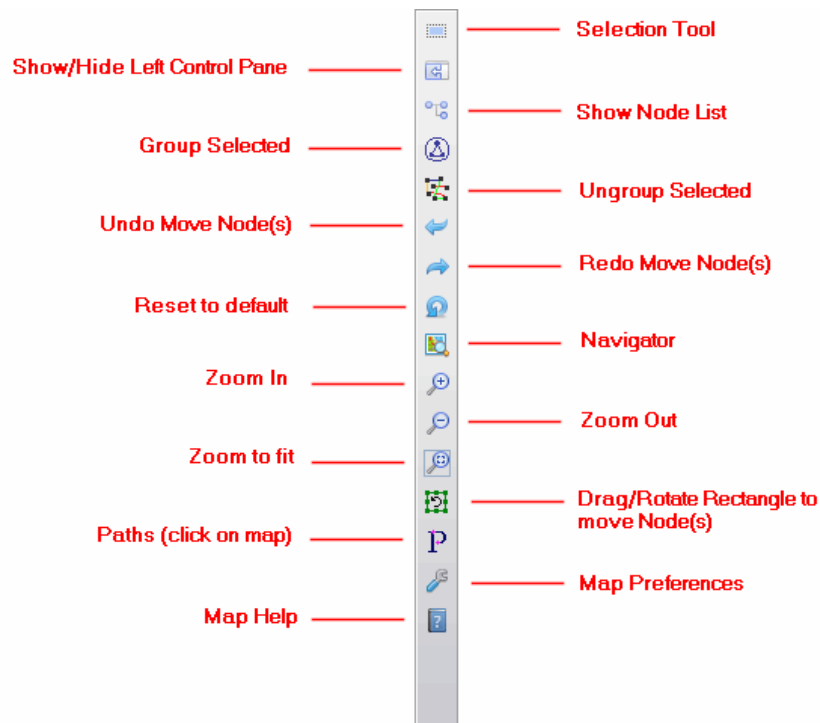 Selection Tool
Show/Hide Left Control Pane
Show Node List
Group Selected
Ungroup Selected
Undo Move Node(s)
Redo Move Node(s)
Reset to default
Navigator
Zoom In
Zoom Out
Zoom to fit
Drag/Rotate Rectangle to
move Node(s)
Paths (click on map)
P
Map Preferences
Map Help
?